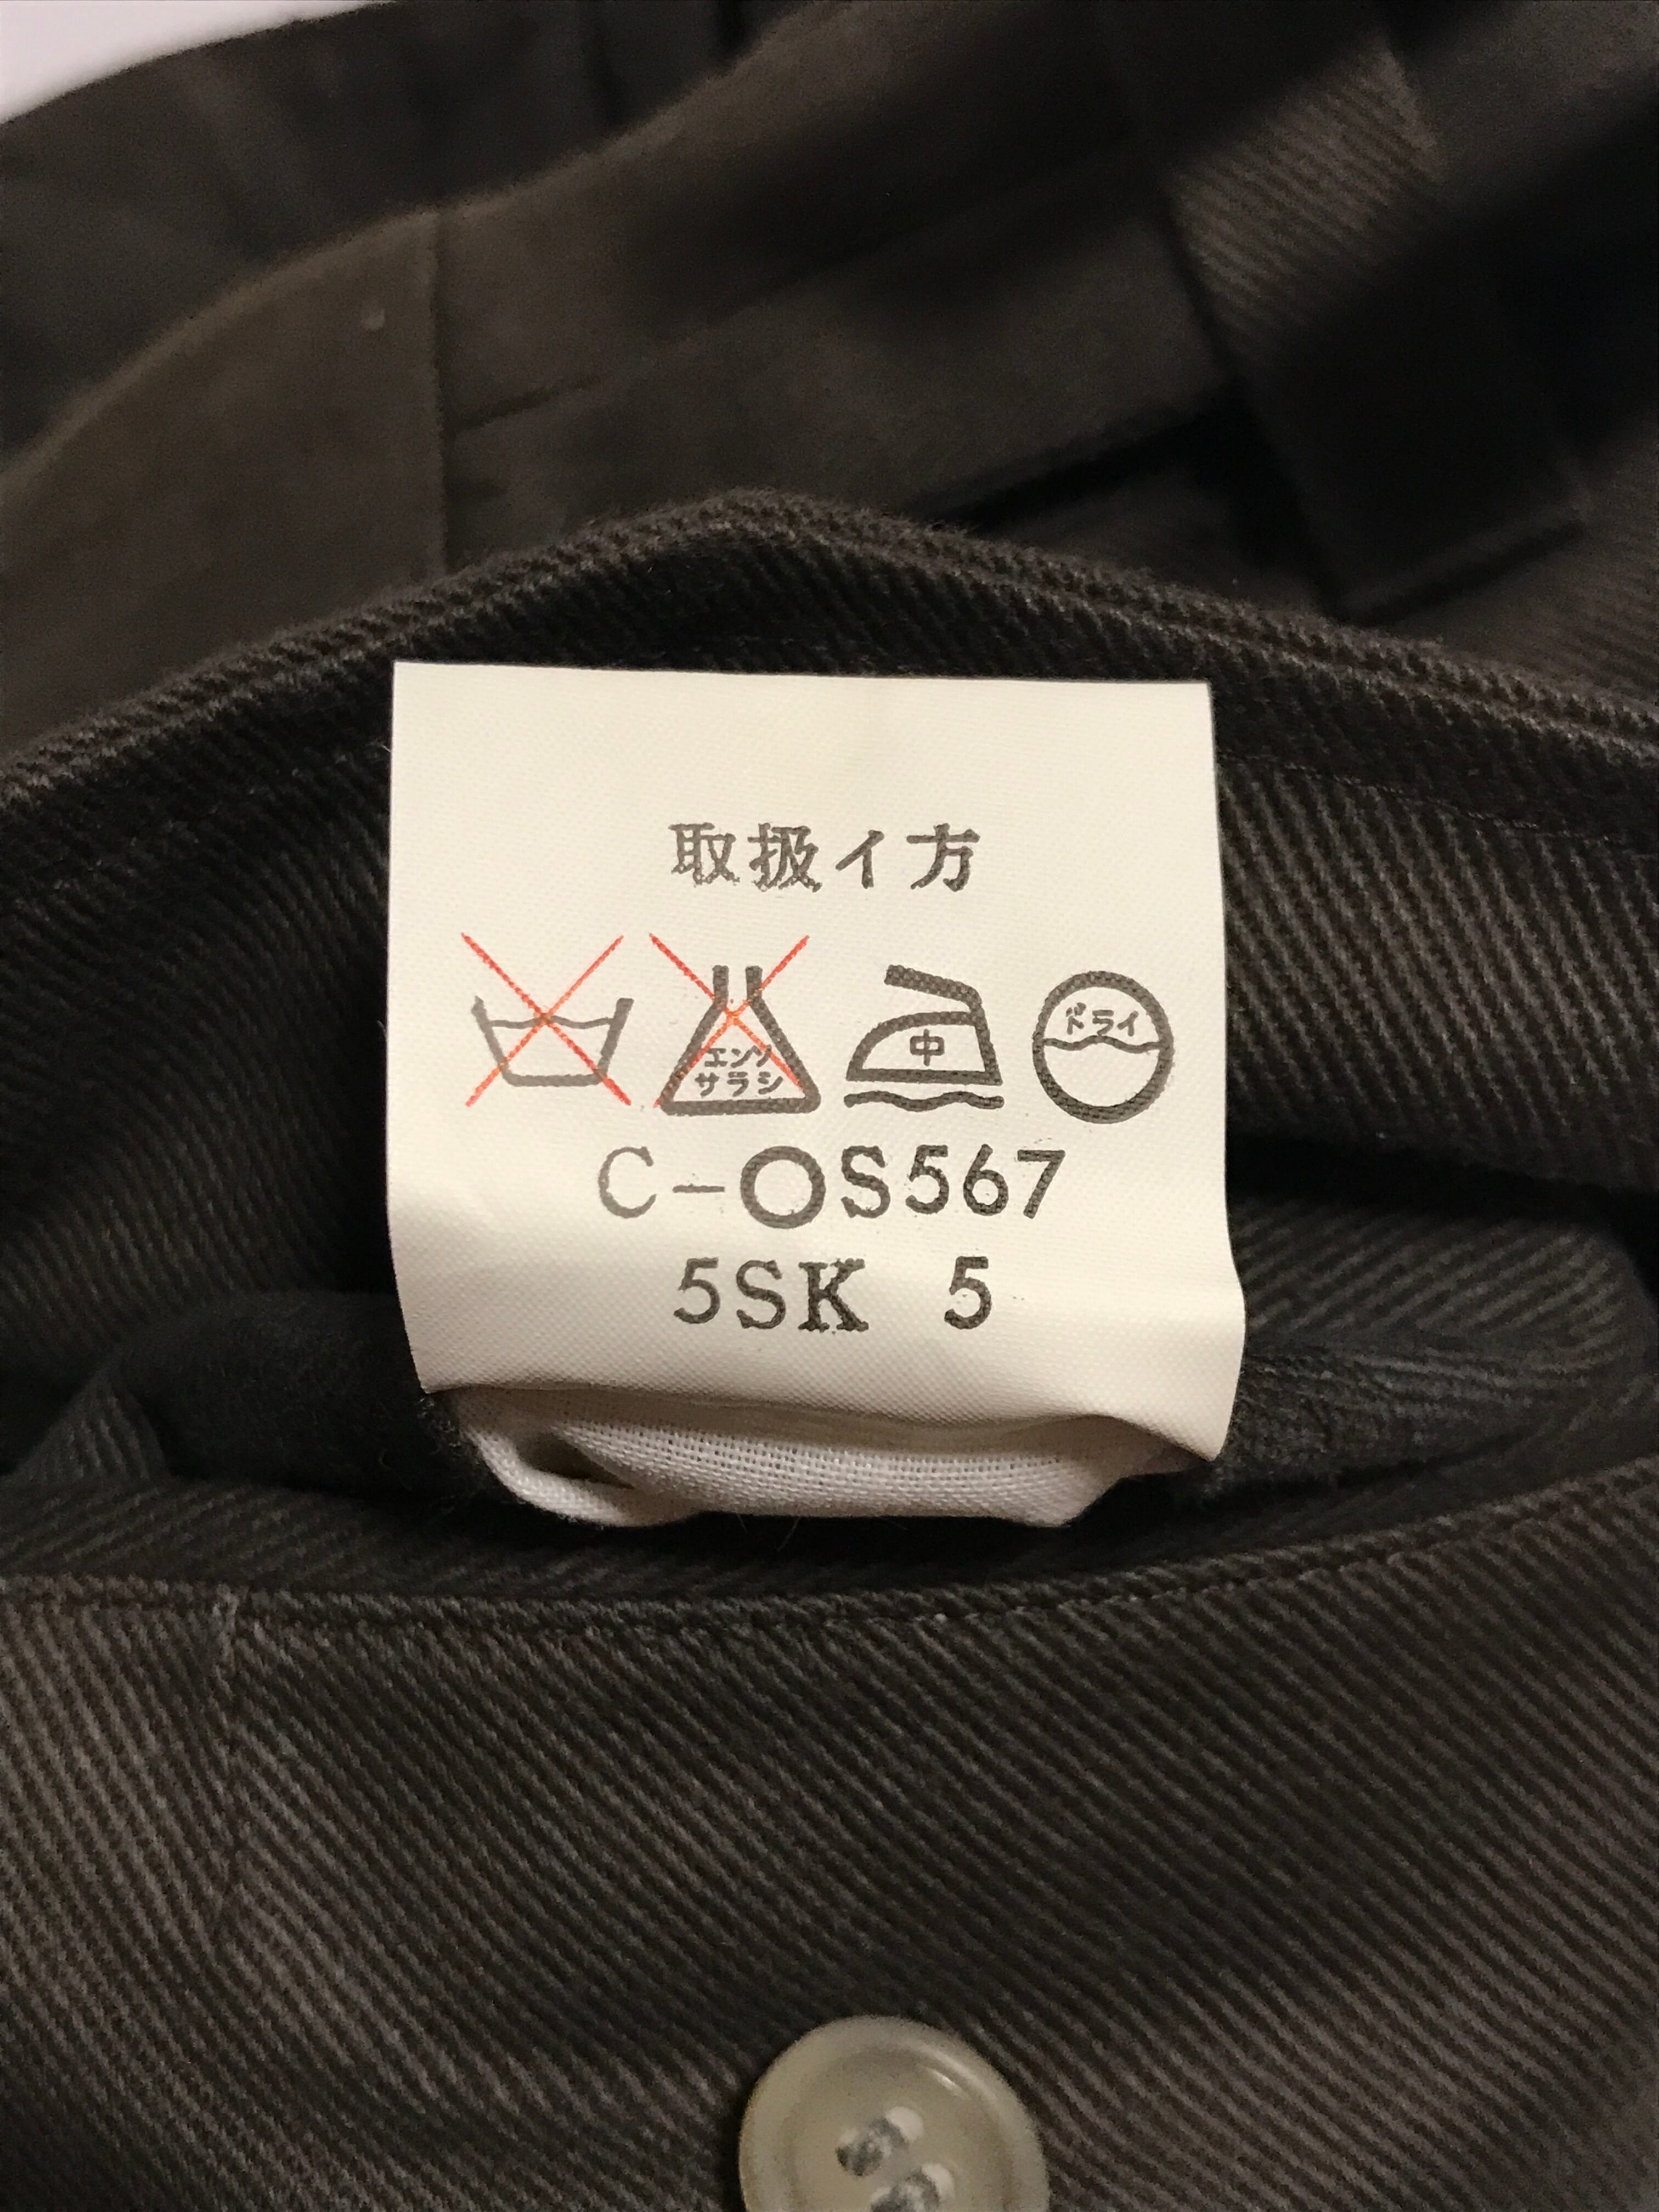 取扱イ方
エンソ
サラシ
中
ドライ
C-OS567
5SK 5